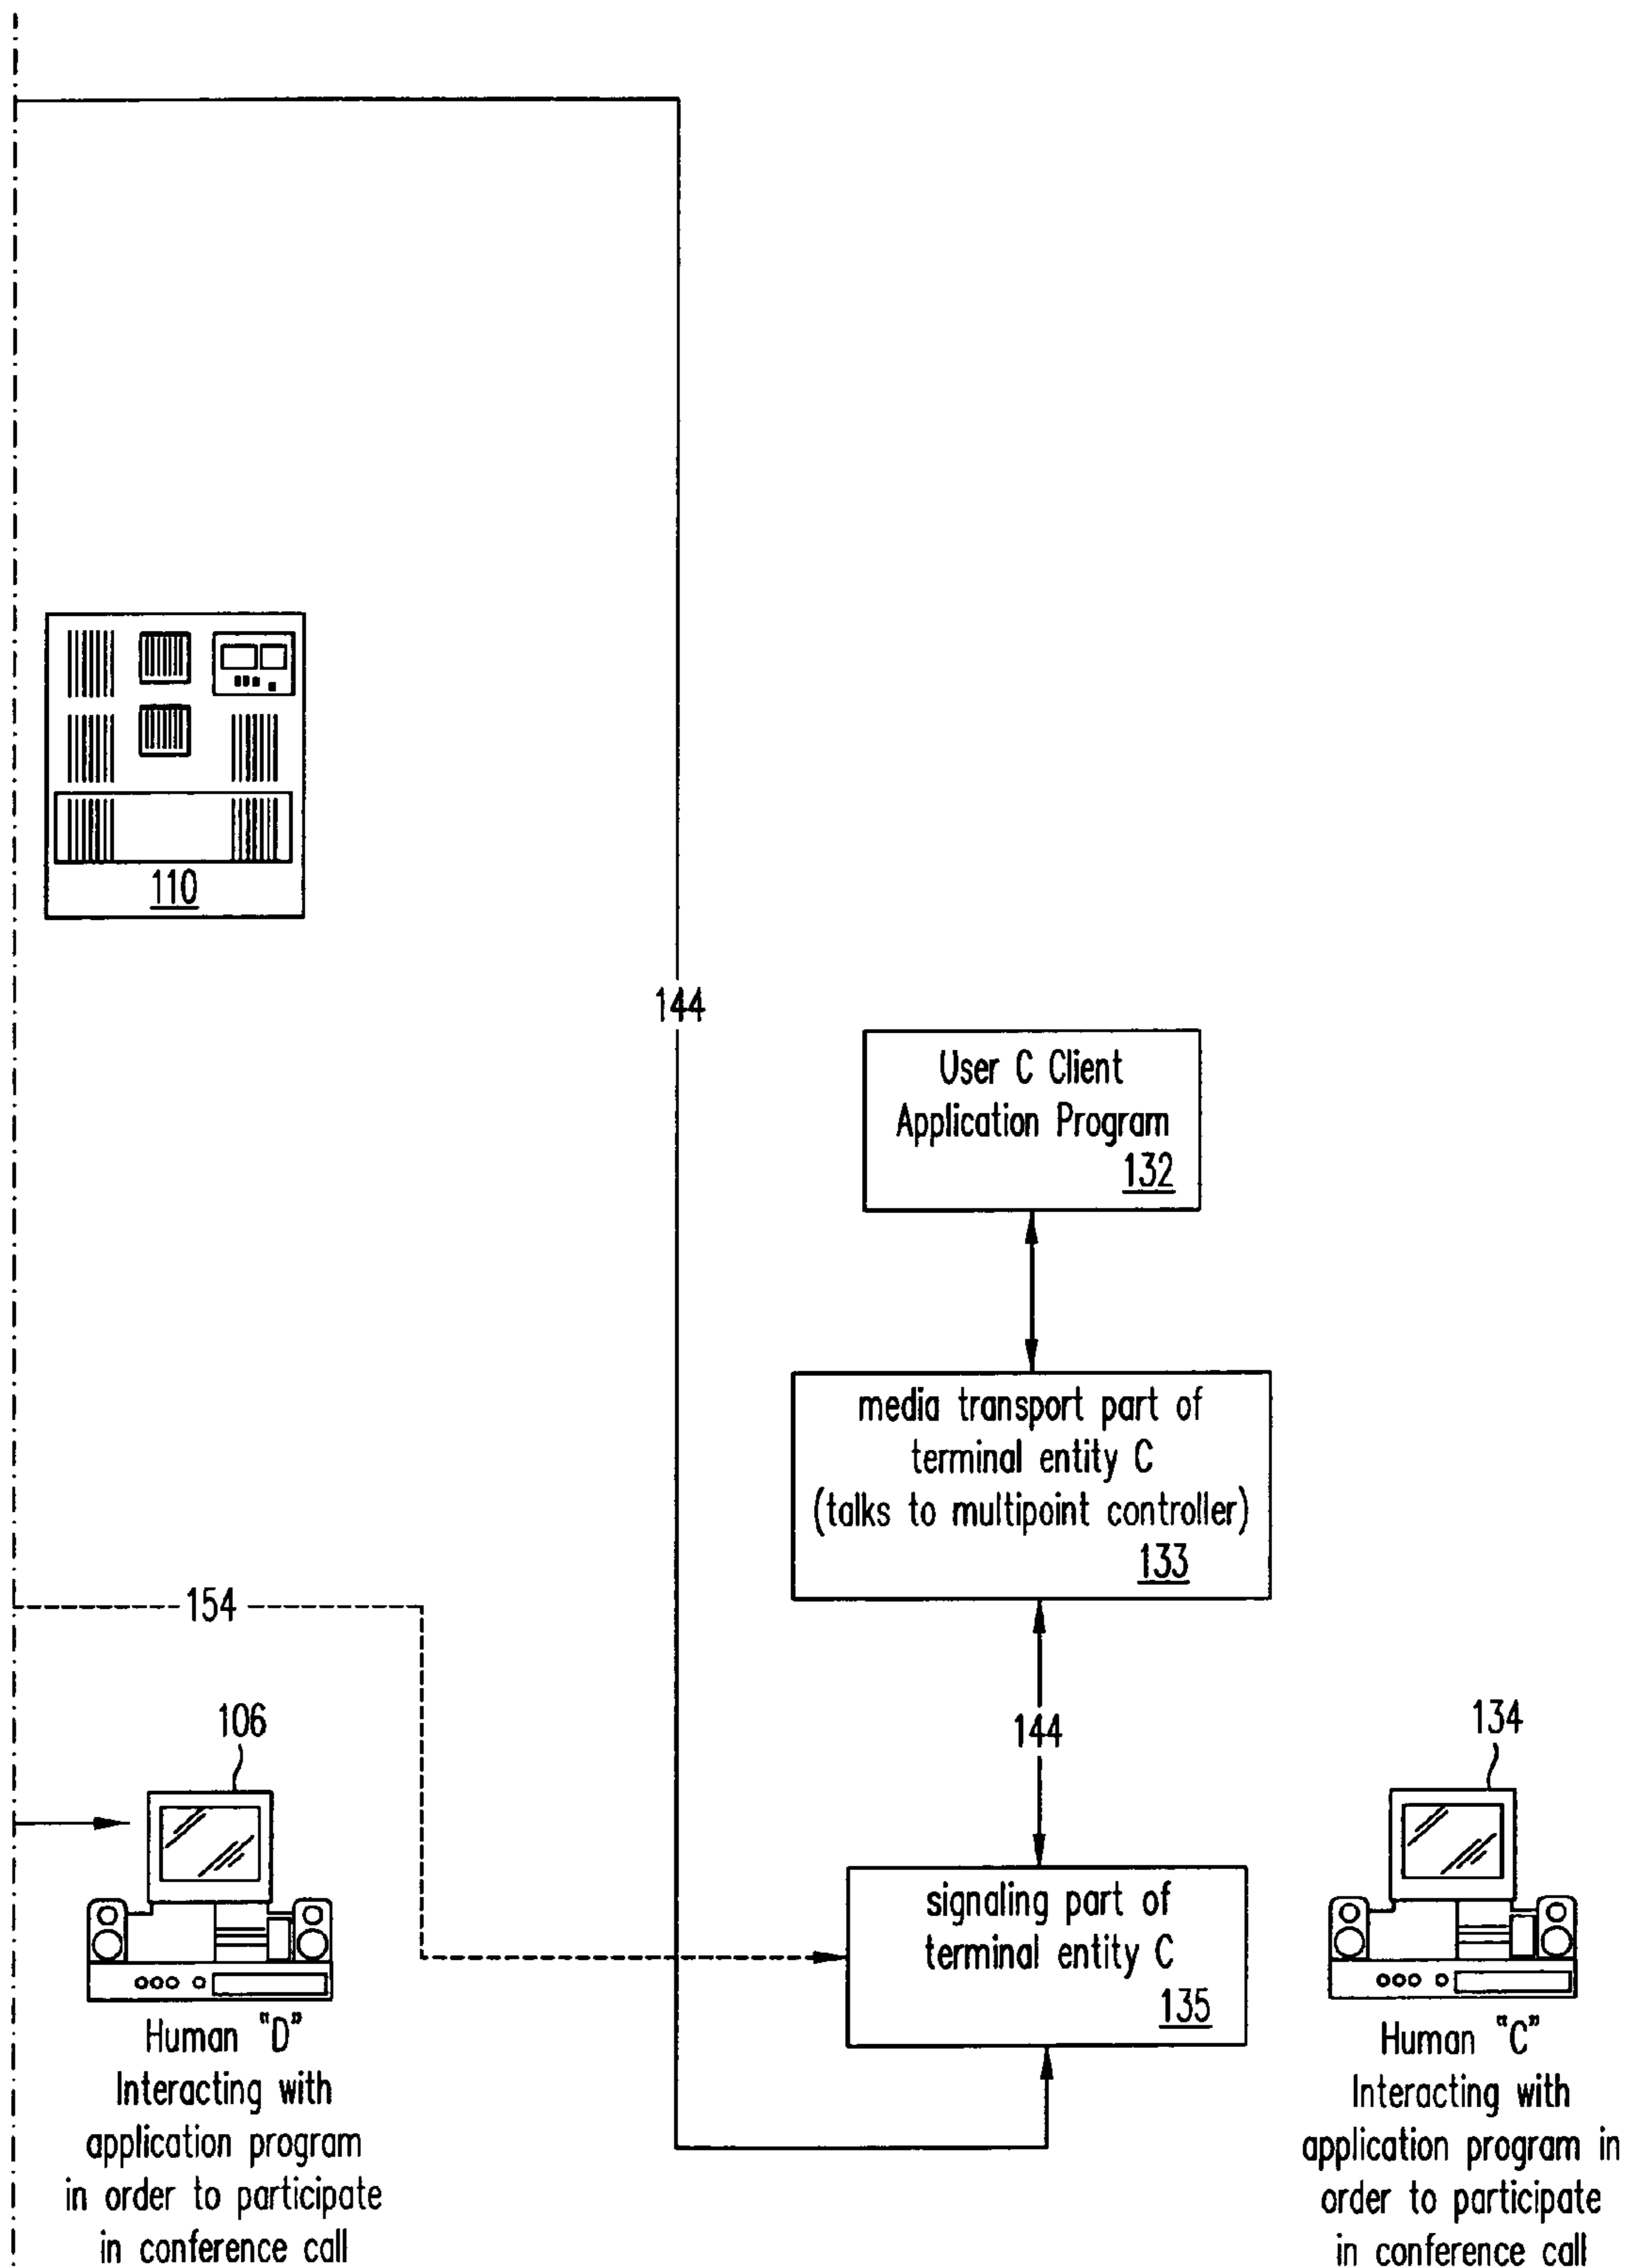 110
144
User C Client
Application Program
132
media transport part of
terminal entity C
(talks to multipoint controller)
133
154
106
144
134
signaling part of
terminal entity C
135
Human "D"
Interacting with
application program
in order to participate
in conference call
Human "C"
Interacting with
application program in
order to participate
in conference call